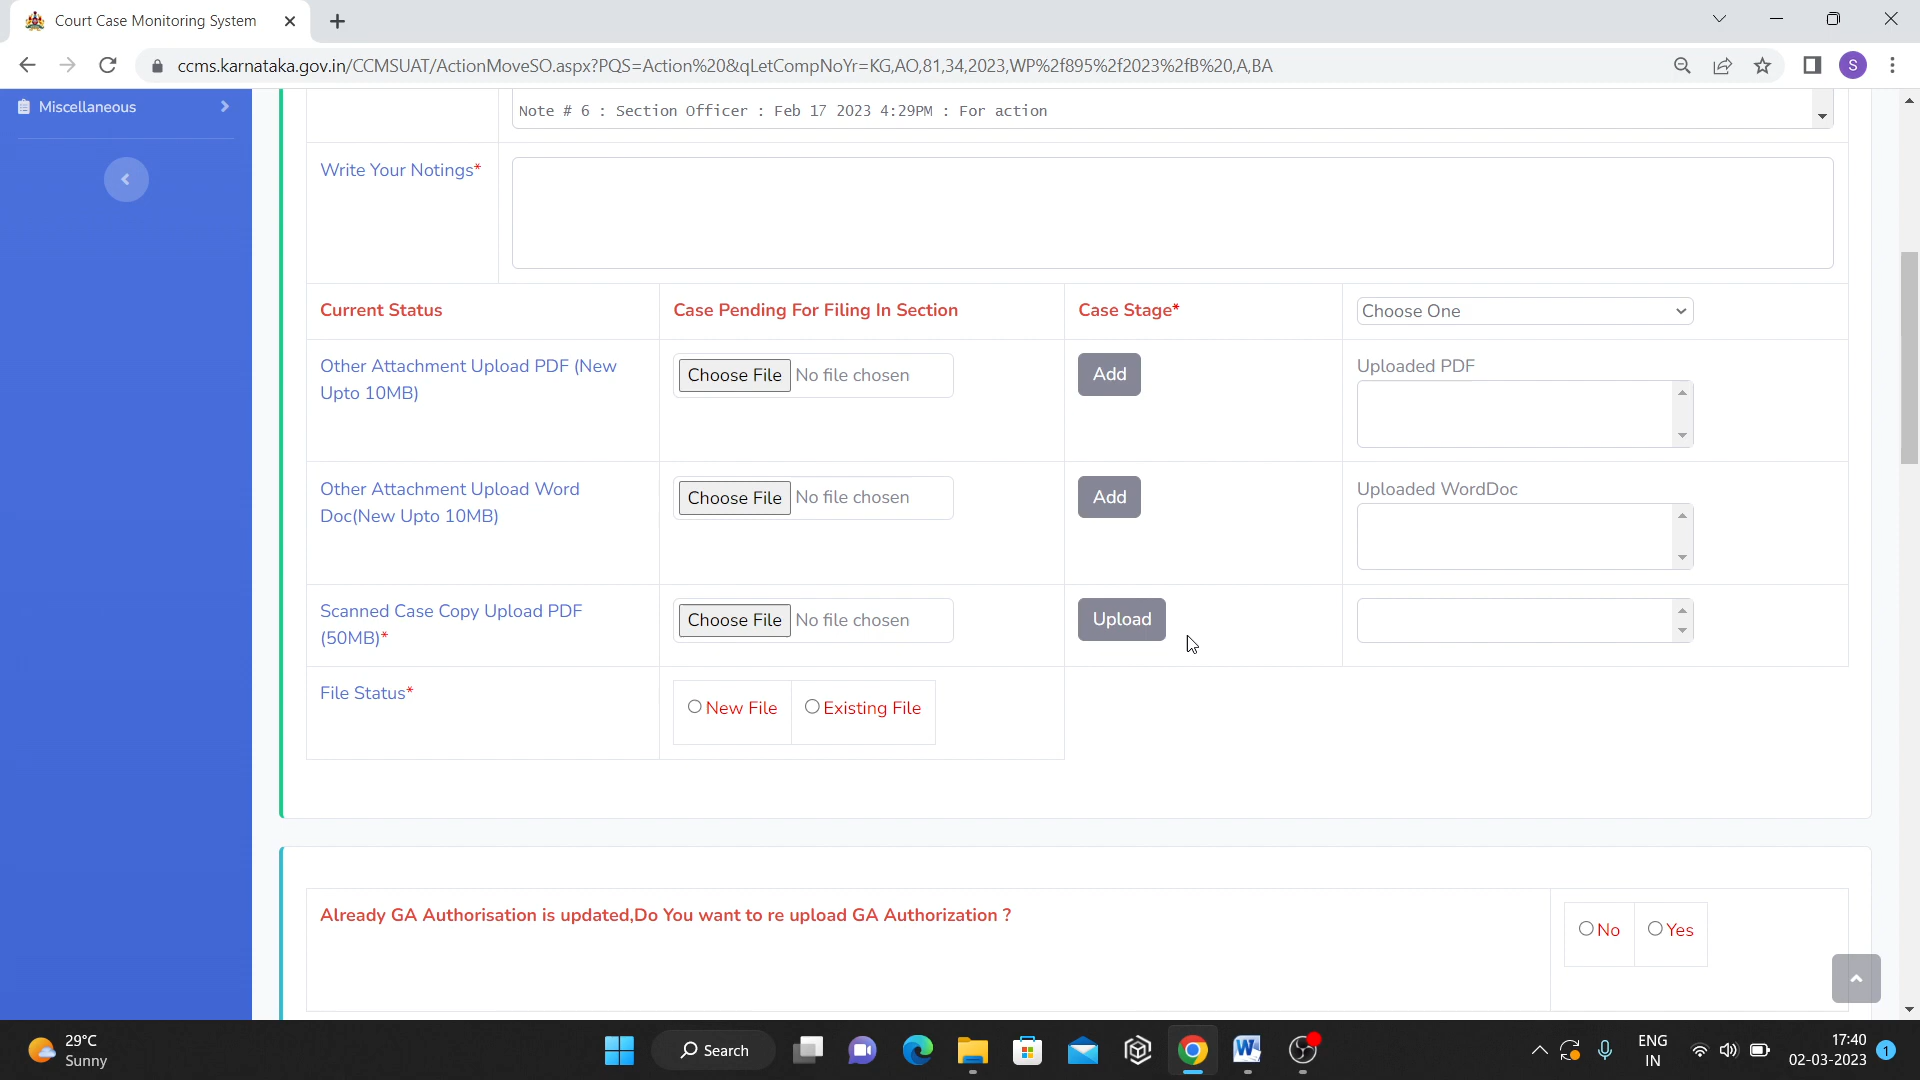 Court Case Monitoring System
ccms.karnataka.gov.in/CCMSUAT/ActionMoveSO.aspx?PQS=Action%20&qLetCompNoYr=KG,AO,81,34,2023,WP%2f895%2f2023%2fB%20,A,BA
S
Miscellaneous
Note # 6 : Section Officer : Feb 17 2023 4:29PM : For action
Write Your Notings*
Current Status
Case Pending For Filing In Section
Case Stage*
Choose One
Other Attachment Upload PDF (New
Upto 10MB)
Choose File No file chosen
Add
Uploaded PDF
Other Attachment Upload Word
Doc(New Upto 10MB)
Choose File No file chosen
Add
Uploaded WordDoc
Scanned Case Copy Upload PDF
(50MB)*
Choose File No file chosen
Upload
File Status*
New File
Existing File
Already GA Authorisation is updated,Do You want to re upload GA Authorization ?
No
Yes
29°C
Sunny
Search
ENG
IN
17:40
02-03-2023
1